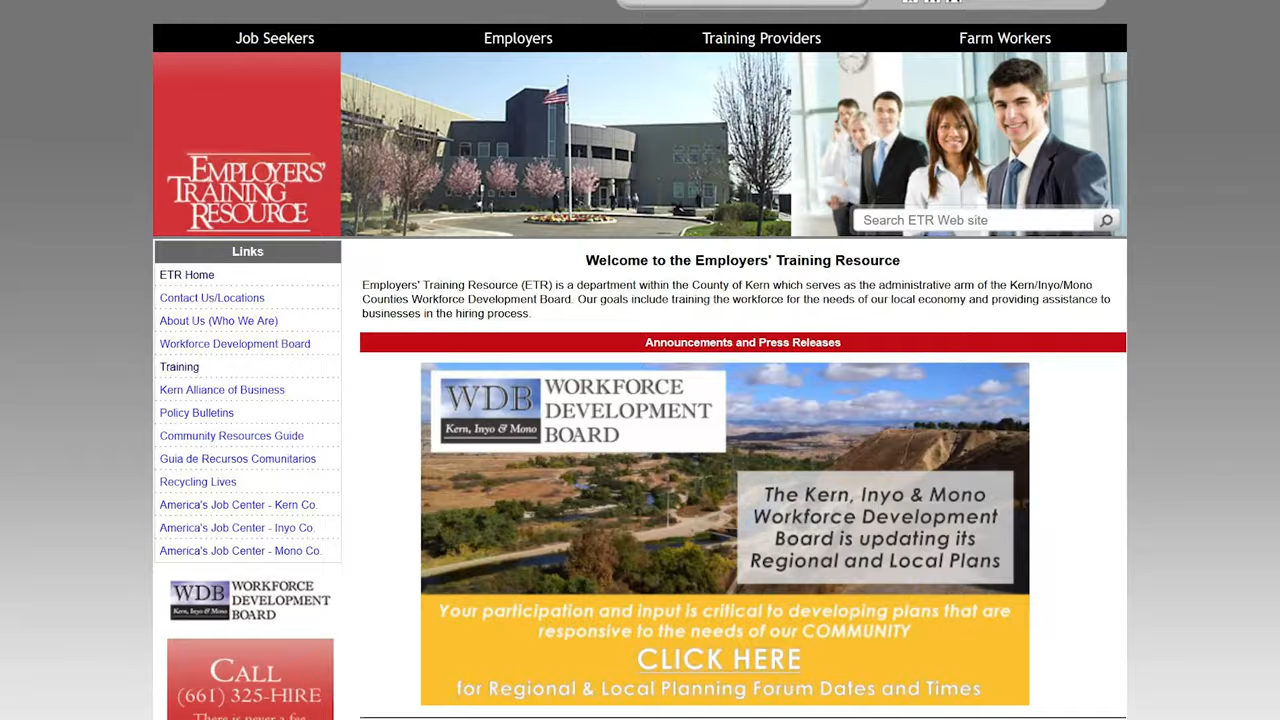 Job Seekers
Employers
Training Providers
Farm Workers
EMPLOYERS'
TRAINING
RESOURCE
Search ETR Web site
Links
ETR Home
Contact Us/Locations
About Us (Who We Are)
Workforce Development Board
Training
Kern Alliance of Business
Policy Bulletins
Community Resources Guide
Guia de Recursos Comunitarios
Recycling Lives
America's Job Center - Kern Co.
America's Job Center - Inyo Co.
America's Job Center - Mono Co.
WDB
Kern, Inyo & Mono
WORKFORCE
DEVELOPMENT
BOARD
CALL
(661) 325-HIRE
There is never a fee
Welcome to the Employers' Training Resource
Employers' Training Resource (ETR) is a department within the County of Kern which serves as the administrative arm of the Kern/Inyo/Mono
Counties Workforce Development Board. Our goals include training the workforce for the needs of our local economy and providing assistance to
businesses in the hiring process.
Announcements and Press Releases
WDB
Kern, Inyo & Mono
WORKFORCE
DEVELOPMENT
BOARD
The Kern, Inyo & Mono
Workforce Development
Board is updating its
Regional and Local Plans
Your participation and input is critical to developing plans that are
responsive to the needs of our COMMUNITY
CLICK HERE
for Regional & Local Planning Forum Dates and Times